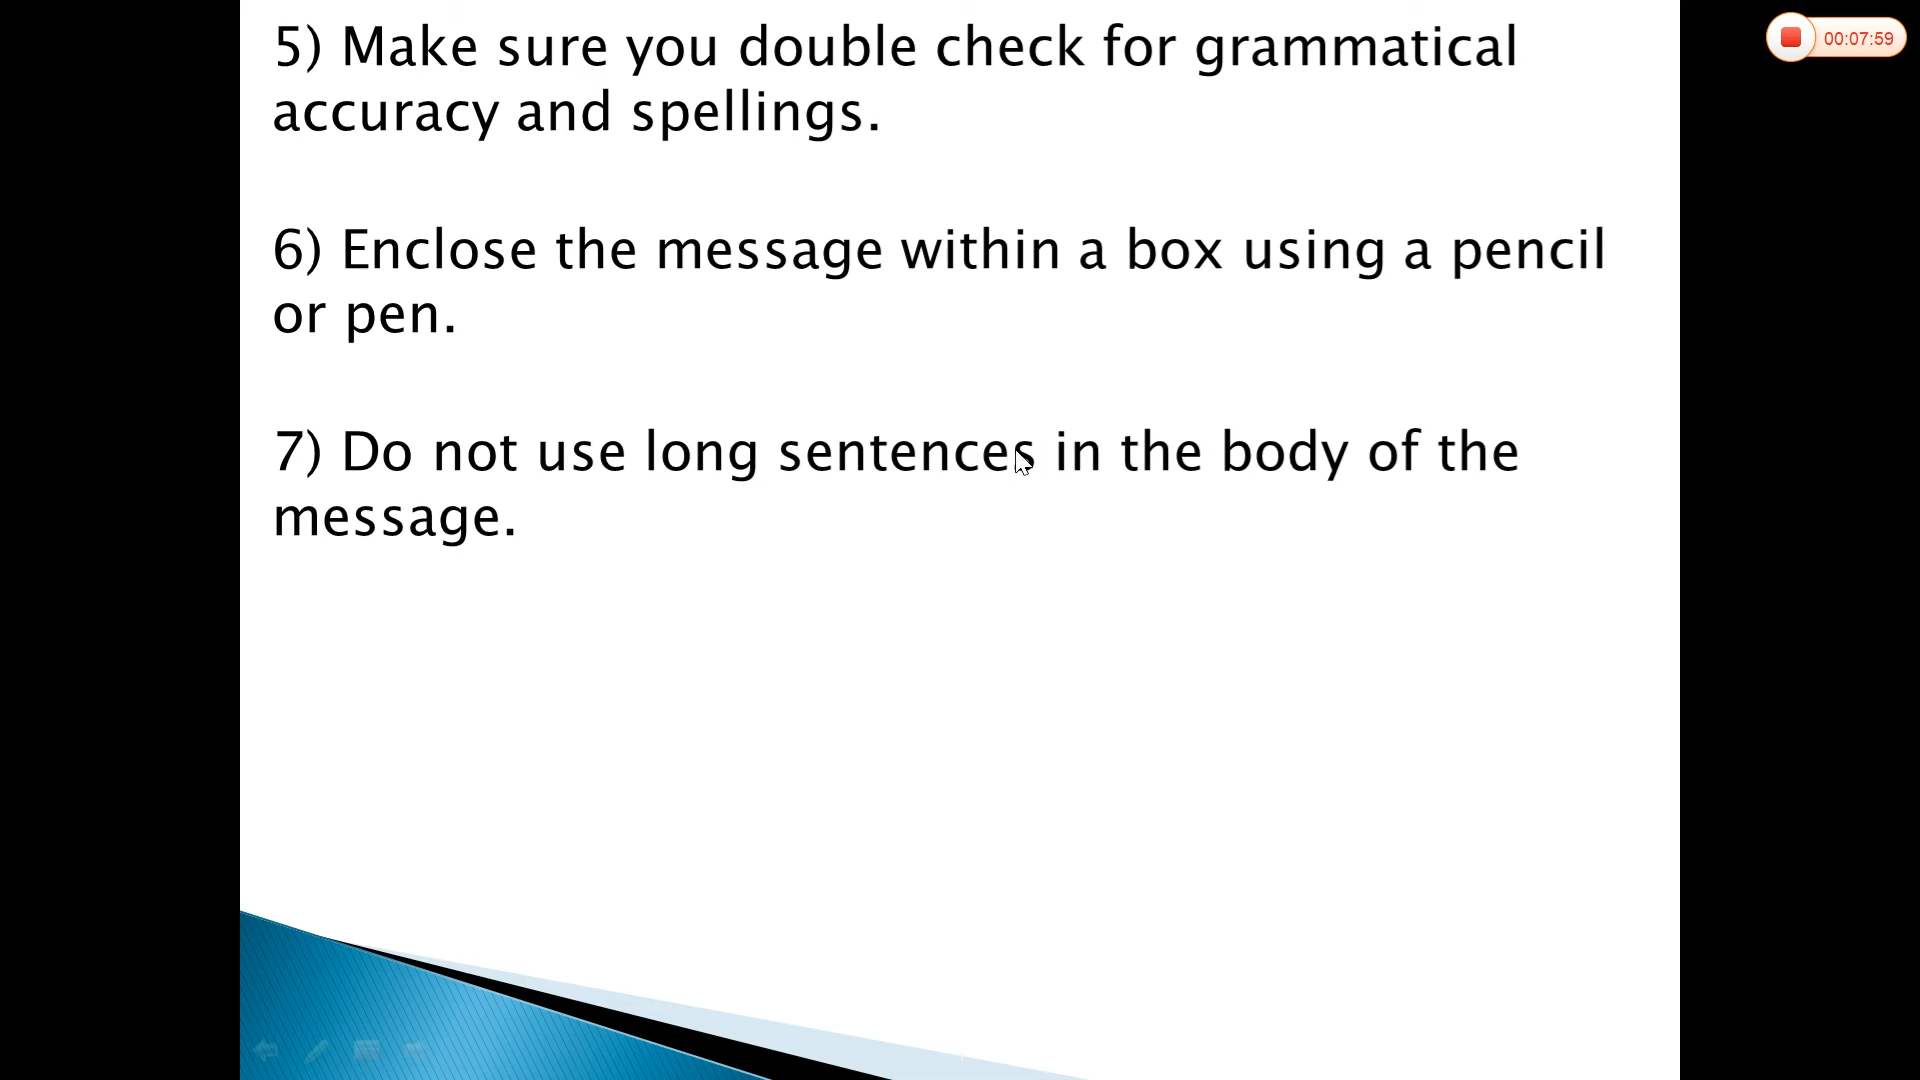 5) Make sure you double check for grammatical
accuracy and spellings.
6) Enclose the message within a box using a pencil
or pen.
7) Do not use long sentences in the body of the
message.
00:07:59